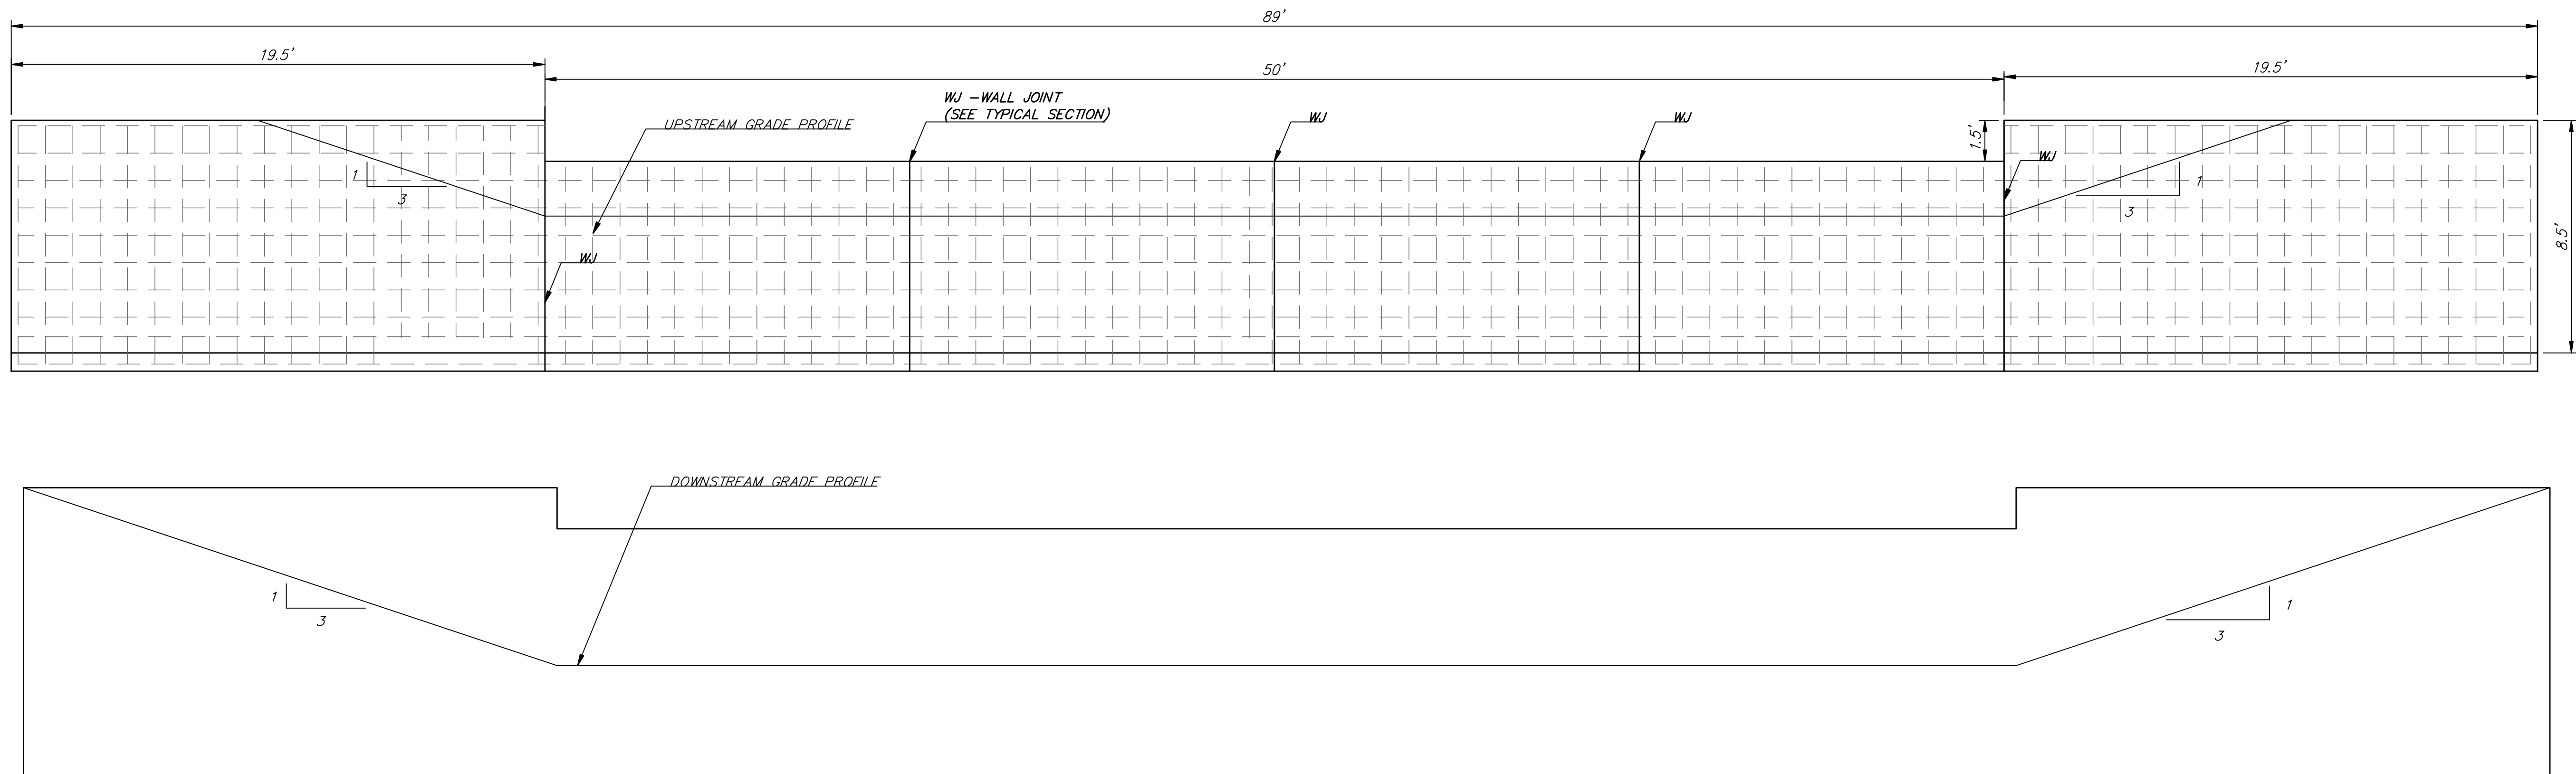 89'
19.5'
50'
19.5'
WJ -WALL JOINT
(SEE TYPICAL SECTION)
UPSTREAM GRADE PROFILE
WJ
WJ
1.5'
WJ
1
3
1
3
8.5'
WJ
DOWNSTREAM GRADE PROFILE
1
3
1
3